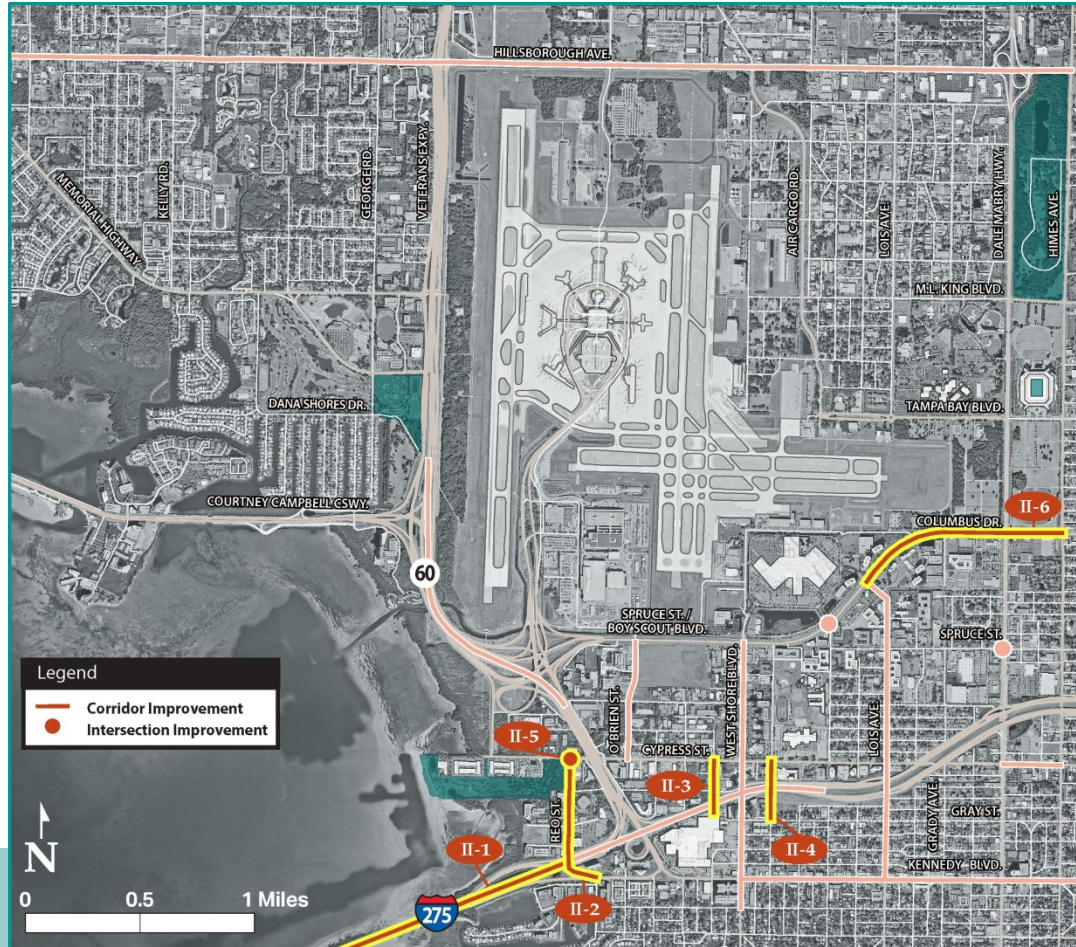 HILLSBOROUGH AVE.
MEMORIAL HIGHWAY
KELLY RD.
GEORGE RD.
VETERANS EXPY.
AIR CARGO RD.
LOIS AVE.
DALE MABRY HWY.
HIMES AVE.
M.L. KING BLVD.
DANA SHORES DR.
TAMPA BAY BLVD.
COURTNEY CAMPBELL CSWY.
II-6
COLUMBUS DR.
60
SPRUCE ST. /
BOY SCOUT BLVD.
SPRUCE ST.
Legend
Corridor Improvement
Intersection Improvement
O'BRIEN ST.
WEST SHORE BLVD.
LOIS AVE.
II-5
CYPRESS ST.
II-3
REO ST.
GRADY AVE.
GRAY ST.
N
II-1
II-4
KENNEDY BLVD.
0 0.5 1 Miles
275
II-2